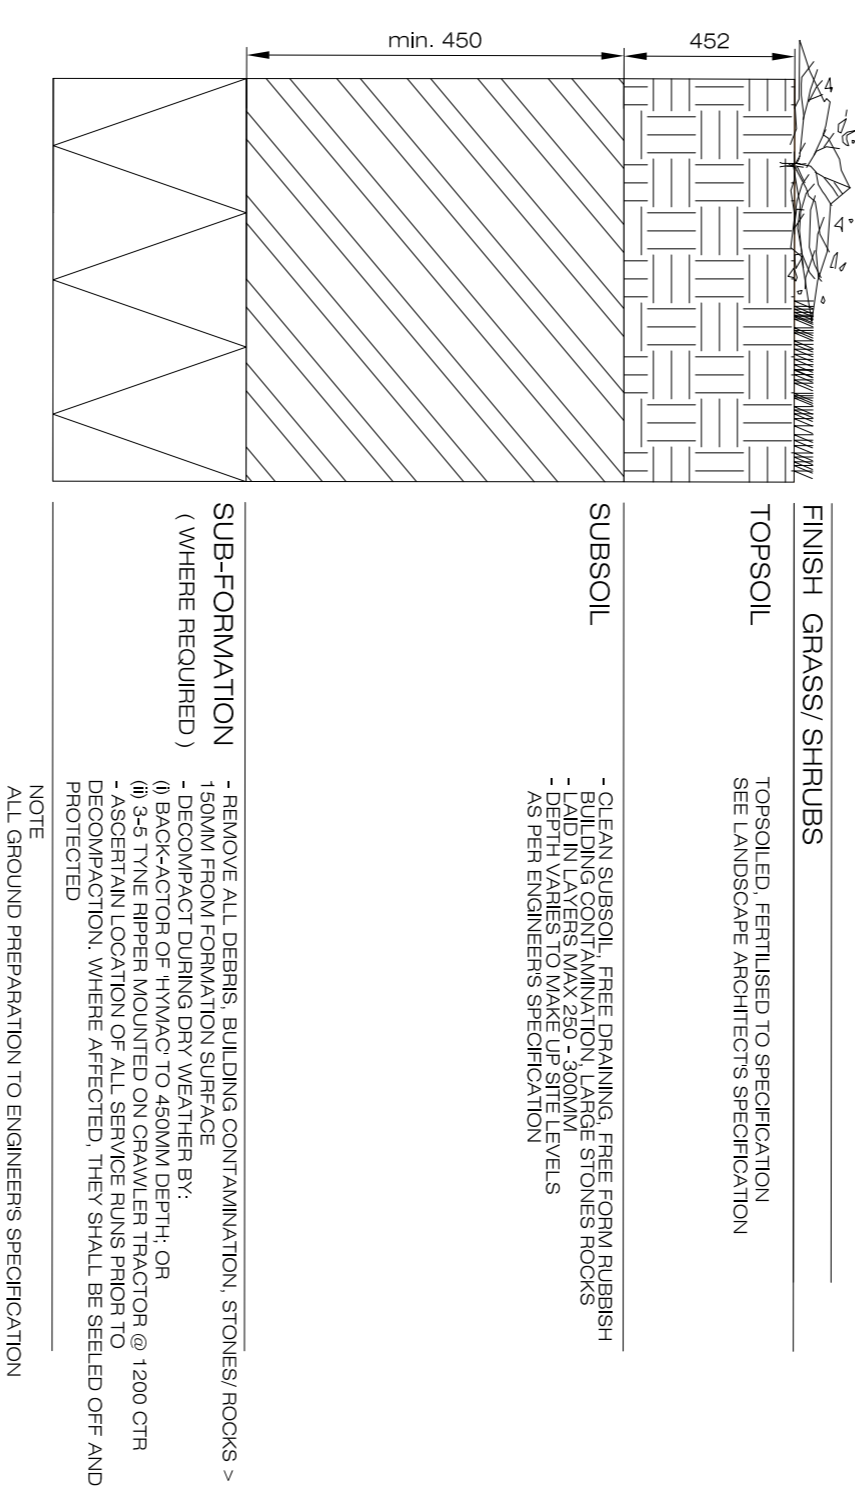 min. 450
452
FINISH GRASS/ SHRUBS
TOPSOIL
TOPSOILED, FERTILISED TO SPECIFICATION
SEE LANDSCAPE ARCHITECT'S SPECIFICATION
SUBSOIL
- CLEAN SUBSOIL, FREE DRAINING, FREE FORM RUBBISH
BUILDING CONTAMINATION, LARGE STONES ROCKS
- LAID IN LAYERS MAX 250 - 300MM
- DEPTH VARIES TO MAKE UP SITE LEVELS
AS PER ENGINEER'S SPECIFICATION
SUB-FORMATION
( WHERE REQUIRED )
- REMOVE ALL DEBRIS, BUILDING CONTAMINATION, STONES/ ROCKS >
150MM FROM FORMATION SURFACE
- DECOMPACT DURING DRY WEATHER BY:
(i) BACK-ACTOR OF 'HYMAC' TO 450MM DEPTH; OR
(ii) 3-5 TYNE RIPPER MOUNTED ON CRAWLER TRACTOR @ 1200 CTR
- ASCERTAIN LOCATION OF ALL SERVICE RUNS PRIOR TO
DECOMPACTION. WHERE AFFECTED, THEY SHALL BE SEELED OFF AND
PROTECTED
NOTE
ALL GROUND PREPARATION TO ENGINEER'S SPECIFICATION